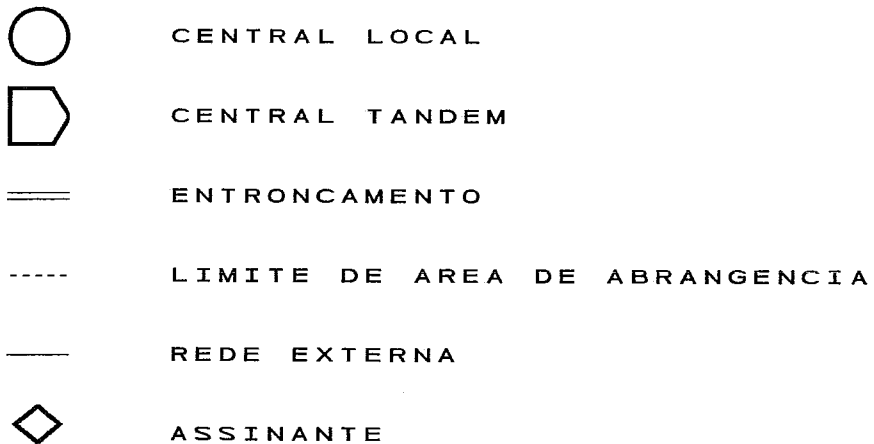 CENTRAL LOCAL
CENTRAL TANDEM
ENTRONCAMENTO
LIMITE DE AREA DE ABRANGENCIA
REDE EXTERNA
ASSINANTE